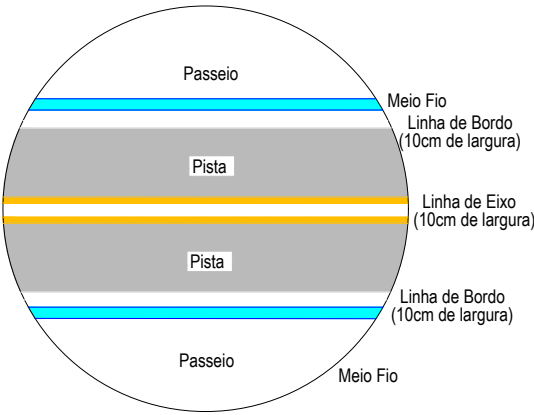 Passeio
Meio Fio
Linha de Bordo
(10cm de largura)
Pista
Linha de Eixo
(10cm de largura)
Pista
Linha de Bordo
(10cm de largura)
Passeio
Meio Fio